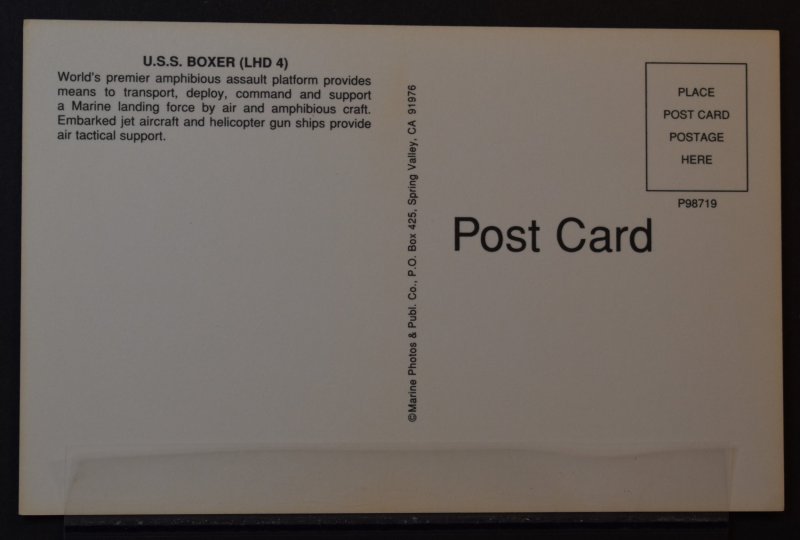 U.S.S. BOXER (LHD 4)
World's premier amphibious assault platform provides
means to transport, deploy, command and support
a Marine landing force by air and amphibious craft.
Embarked jet aircraft and helicopter gun ships provide
air tactical support.
©Marine Photos & Publ. Co., P.O. Box 425, Spring Valley, CA 91976
PLACE
POST CARD
POSTAGE
HERE
P98719
Post Card